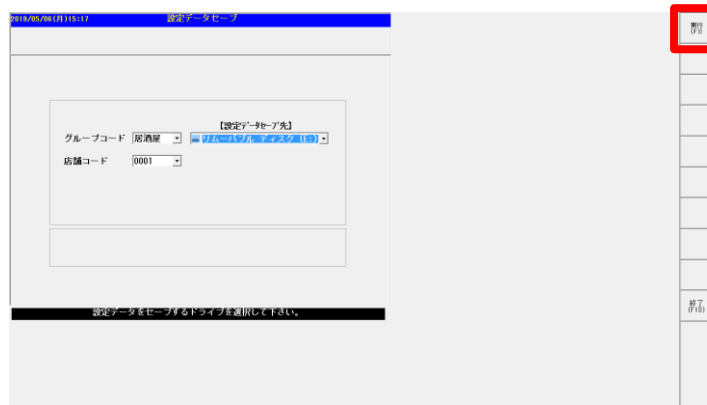 2019/05/06(月)15:17 設定データセーブ
実行
(F1)
【設定ﾃﾞｰﾀｾｰﾌﾞ先】
グループコード 居酒屋 リムーバブル ディスク (E:)
店舗コード 0001
終了
(F10)
設定データをセーブするドライブを選択して下さい。